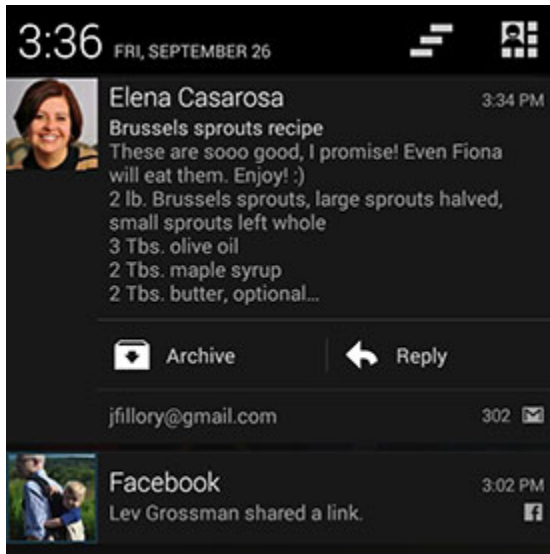 3:36 FRI, SEPTEMBER 26
Elena Casarosa 3:34 PM
Brussels sprouts recipe
These are sooo good, I promise! Even Fiona
will eat them. Enjoy! :)
2 lb. Brussels sprouts, large sprouts halved,
small sprouts left whole
3 Tbs. olive oil
2 Tbs. maple syrup
2 Tbs. butter, optional...
Archive Reply
jfillory@gmail.com 302
Facebook 3:02 PM
Lev Grossman shared a link.